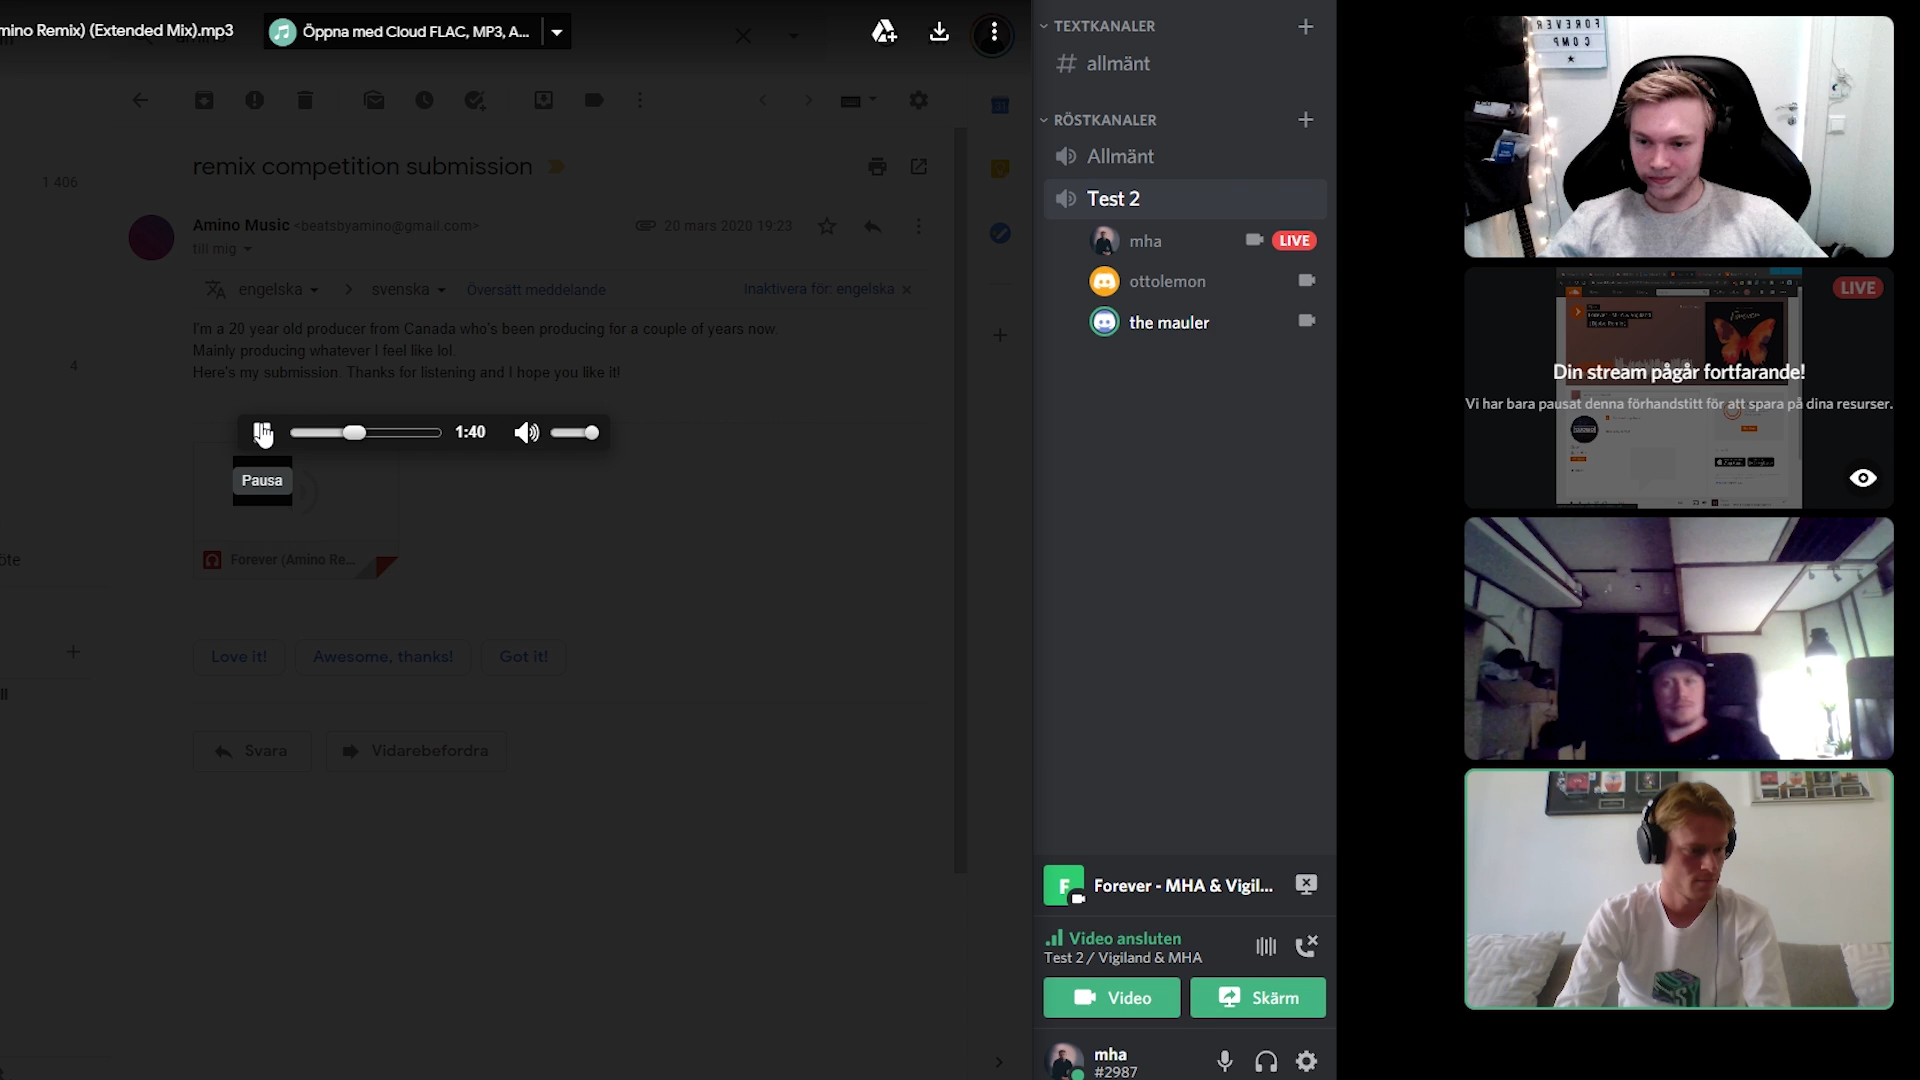 mino Remix) (Extended Mix).mp3
Öppna med Cloud FLAC, MP3, A...
remix competition submission
1 406
Amino Music <beatsbyamino@gmail.com>
20 mars 2020 19:23
till mig
engelska
svenska
Översätt meddelande
Inaktivera för: engelska
I'm a 20 year old producer from Canada who's been producing for a couple of years now.
Mainly producing whatever I feel like lol.
4
Here's my submission. Thanks for listening and I hope you like it!
1:40
Pausa
öte
Forever (Amino Re...
Love it!
Awesome, thanks!
Got it!
ll
Svara
Vidarebefordra
TEXTKANALER
allmänt
RÖSTKANALER
Allmänt
Test 2
mha
LIVE
ottolemon
the mauler
Forever - MHA & Vigil...
Video ansluten
Test 2 / Vigiland & MHA
Video
Skärm
mha
#2987
FOREVER
COMP
LIVE
Forever
Din stream pågår fortfarande!
Vi har bara pausat denna förhandstitt för att spara på dina resurser.